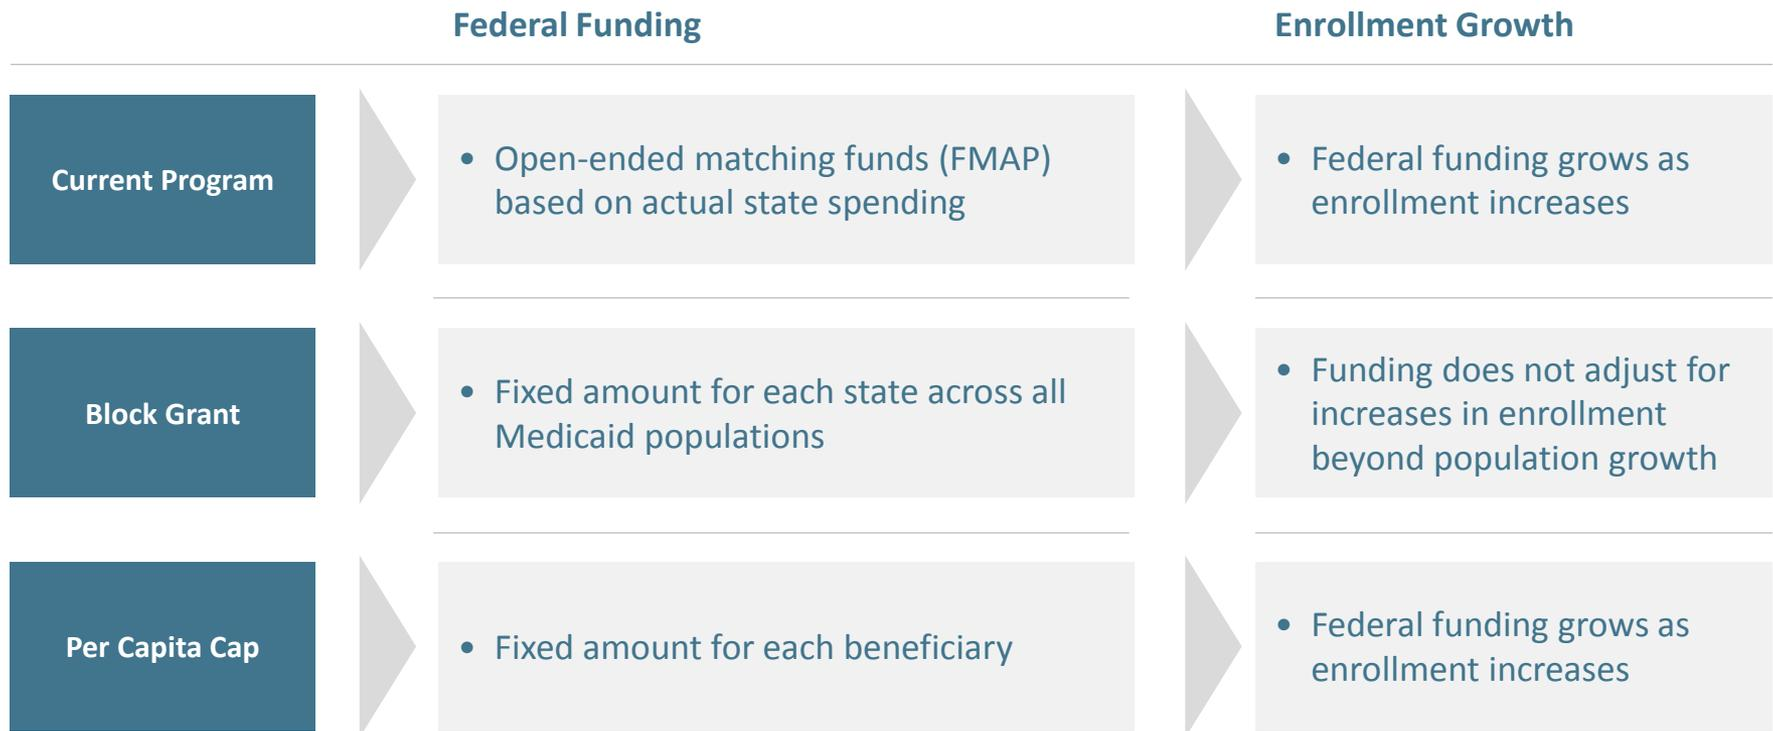 Federal Funding
Enrollment Growth
Current Program
• Open-ended matching funds (FMAP)
based on actual state spending
• Federal funding grows as
enrollment increases
Block Grant
• Fixed amount for each state across all
Medicaid populations
• Funding does not adjust for
increases in enrollment
beyond population growth
Per Capita Cap
• Fixed amount for each beneficiary
• Federal funding grows as
enrollment increases